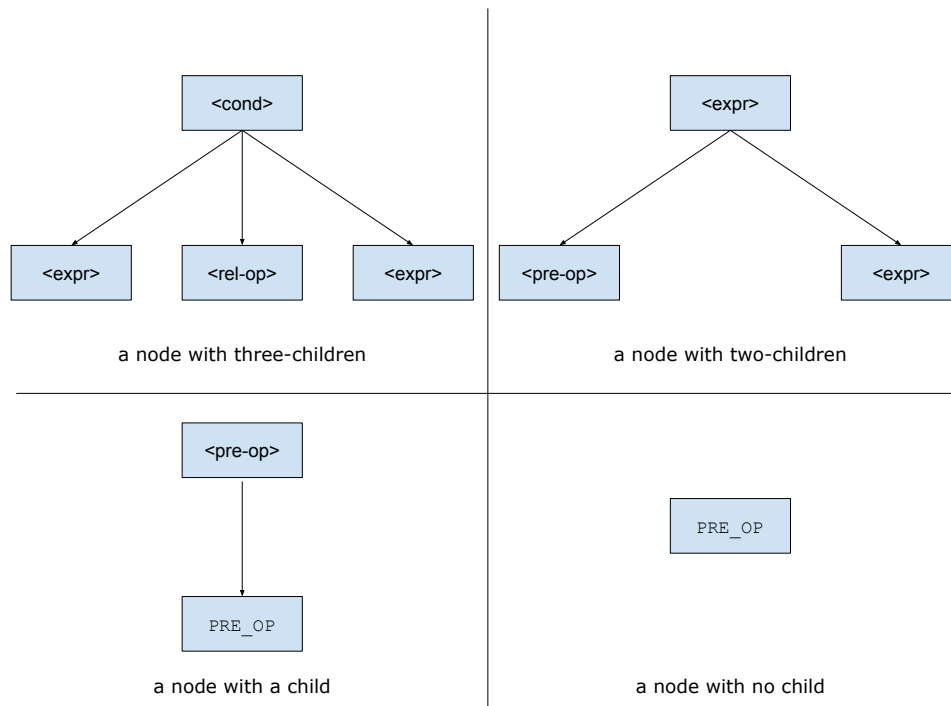 <cond>
<expr>
<rel-op>
<expr>
a node with three-children
<expr>
<pre-op>
<expr>
a node with two-children
<pre-op>
PRE_OP
a node with a child
PRE_OP
a node with no child